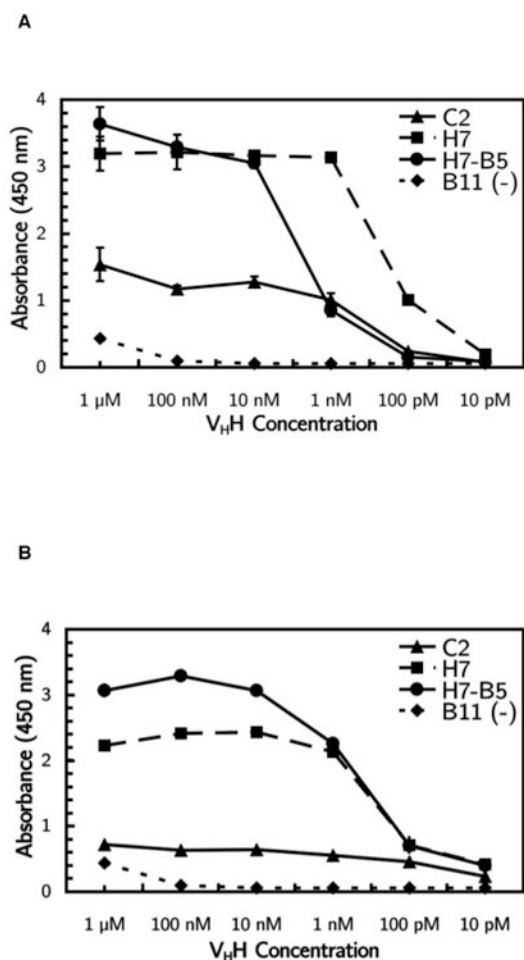 A
4
3
2
1
0
Absorbance (450 nm)
C2
H7
H7-B5
B11 (-)
1 µM 100 nM 10 nM 1 nM 100 pM 10 pM
VHH Concentration
B
4
3
2
1
0
Absorbance (450 nm)
C2
H7
H7-B5
B11 (-)
1 µM 100 nM 10 nM 1 nM 100 pM 10 pM
VHH Concentration